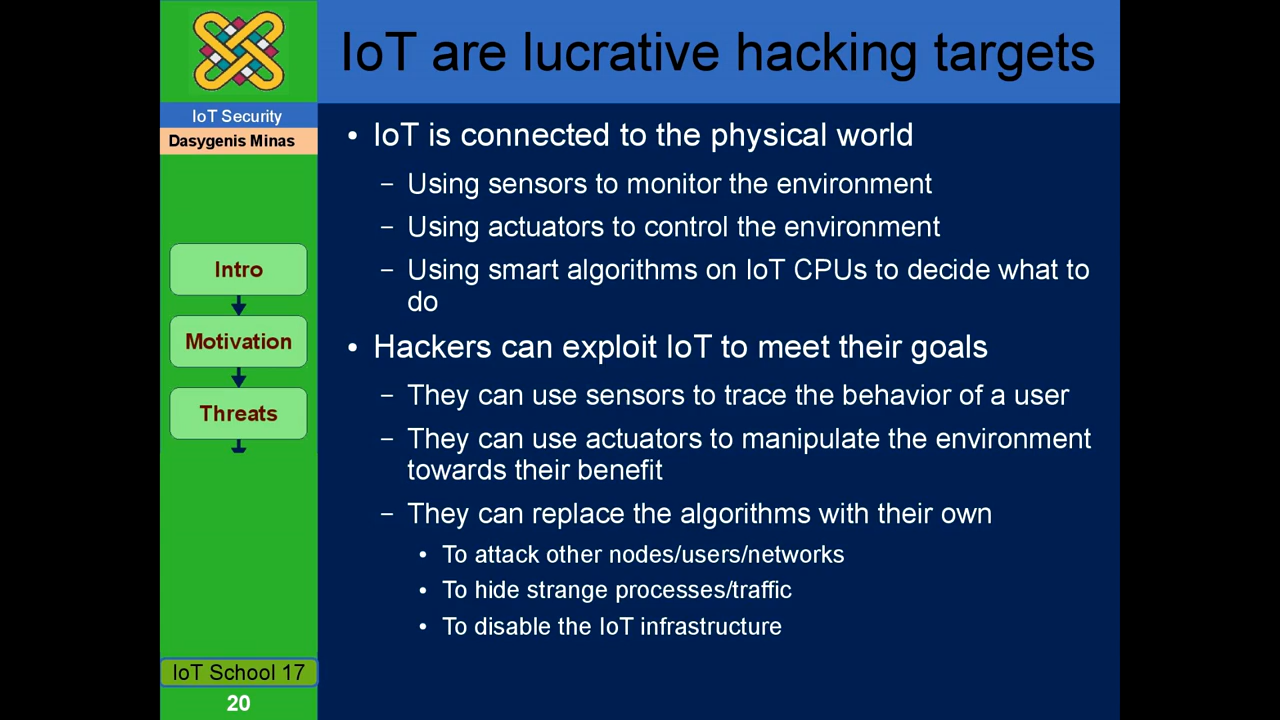 IoT are lucrative hacking targets
IoT Security
Dasygenis Minas
Intro
Motivation
Threats
IoT School 17
20
• IoT is connected to the physical world
– Using sensors to monitor the environment
– Using actuators to control the environment
– Using smart algorithms on IoT CPUs to decide what to
do
• Hackers can exploit IoT to meet their goals
– They can use sensors to trace the behavior of a user
– They can use actuators to manipulate the environment
towards their benefit
– They can replace the algorithms with their own
• To attack other nodes/users/networks
• To hide strange processes/traffic
• To disable the IoT infrastructure